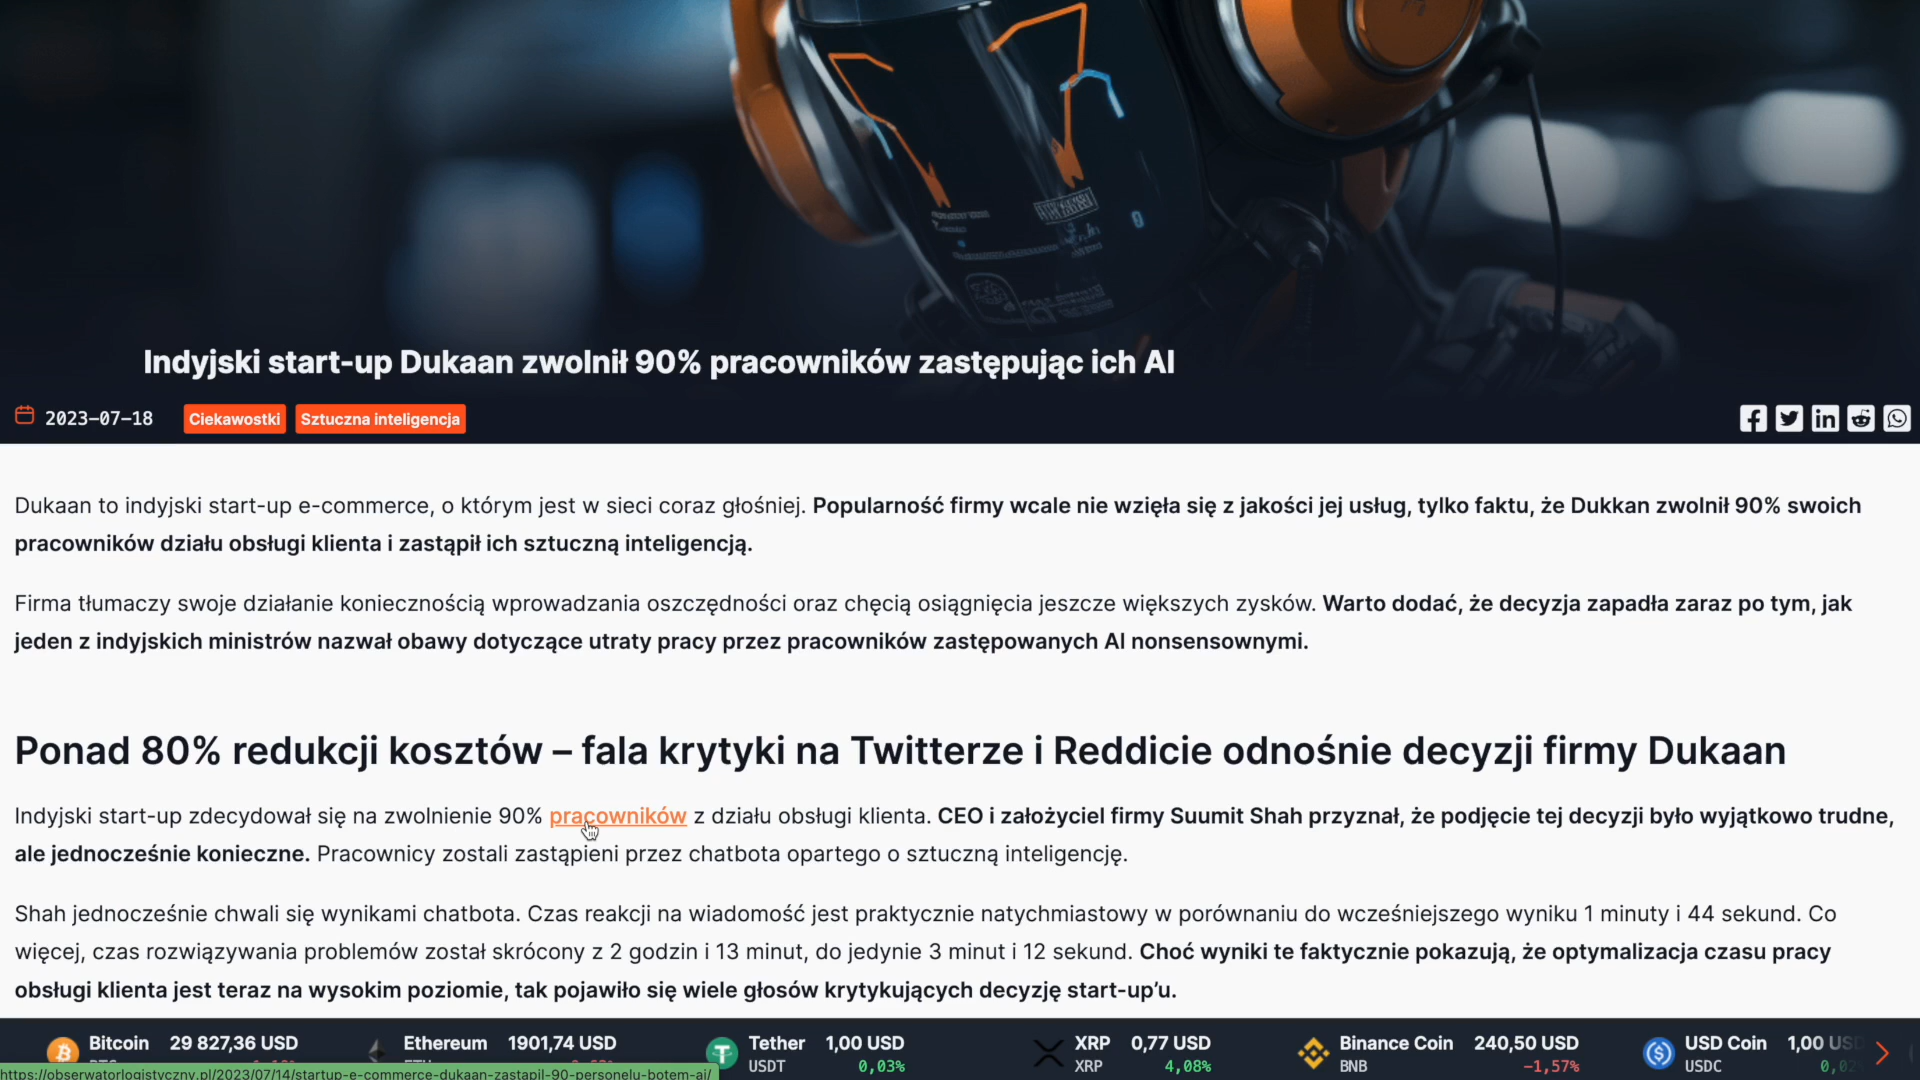 Indyjski start-up Dukaan zwolnił 90% pracowników zastępując ich AI
2023-07-18 Ciekawostki Sztuczna inteligencja
Dukaan to indyjski start-up e-commerce, o którym jest w sieci coraz głośniej. Popularność firmy wcale nie wzięła się z jakości jej usług, tylko faktu, że Dukkan zwolnił 90% swoich
pracowników działu obsługi klienta i zastąpił ich sztuczną inteligencją.
Firma tłumaczy swoje działanie koniecznością wprowadzania oszczędności oraz chęcią osiągnięcia jeszcze większych zysków. Warto dodać, że decyzja zapadła zaraz po tym, jak
jeden z indyjskich ministrów nazwał obawy dotyczące utraty pracy przez pracowników zastępowanych AI nonsensownymi.
Ponad 80% redukcji kosztów – fala krytyki na Twitterze i Reddicie odnośnie decyzji firmy Dukaan
Indyjski start-up zdecydował się na zwolnienie 90% pracowników z działu obsługi klienta. CEO i założyciel firmy Suumit Shah przyznał, że podjęcie tej decyzji było wyjątkowo trudne,
ale jednocześnie konieczne. Pracownicy zostali zastąpieni przez chatbota opartego o sztuczną inteligencję.
Shah jednocześnie chwali się wynikami chatbota. Czas reakcji na wiadomość jest praktycznie natychmiastowy w porównaniu do wcześniejszego wyniku 1 minuty i 44 sekund. Co
więcej, czas rozwiązywania problemów został skrócony z 2 godzin i 13 minut, do jedynie 3 minut i 12 sekund. Choć wyniki te faktycznie pokazują, że optymalizacja czasu pracy
obsługi klienta jest teraz na wysokim poziomie, tak pojawiło się wiele głosów krytykujących decyzję start-up'u.
Bitcoin 29 827,36 USD Ethereum 1901,74 USD Tether 1,00 USD XRP 0,77 USD Binance Coin 240,50 USD USD Coin 1,00 USD
USDT 0,03% XRP 4,08% BNB −1,57% USDC
https://obserwatorlogistyczny.pl/2023/07/14/startup-e-commerce-dukaan-zastapil-90-personelu-botem-ai/